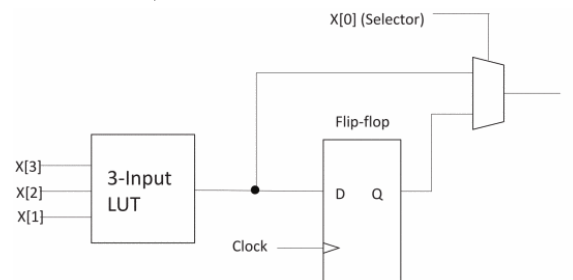 X[0] (Selector)
Flip-flop
X[3]
X[2]
X[1]
3-Input
LUT
D Q
Clock